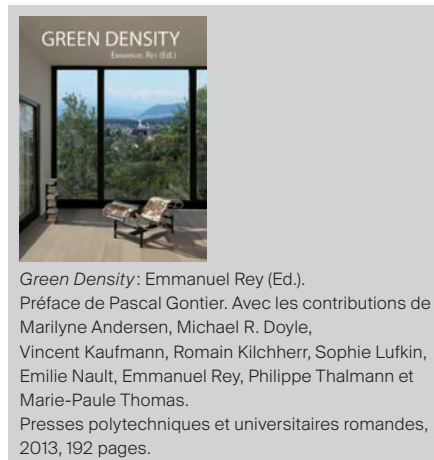 GREEN DENSITY
EMMANUEL REY (Ed.)
Green Density : Emmanuel Rey (Ed.).
Préface de Pascal Gontier. Avec les contributions de
Marilyne Andersen, Michael R. Doyle,
Vincent Kaufmann, Romain Kilchherr, Sophie Lufkin,
Emilie Nault, Emmanuel Rey, Philippe Thalmann et
Marie-Paule Thomas.
Presses polytechniques et universitaires romandes,
2013, 192 pages.